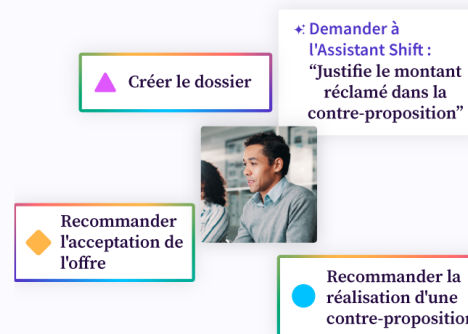 Demander à
l'Assistant Shift :
“Justifie le montant
réclamé dans la
contre-proposition”
Créer le dossier
Recommander
l'acceptation de
l'offre
Recommander la
réalisation d'une
contre-proposition